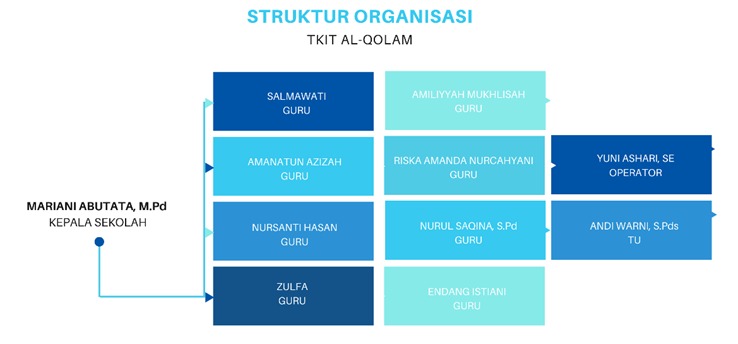 STRUKTUR ORGANISASI
TKIT AL-QOLAM
MARIANI ABUTATA, M.Pd
KEPALA SEKOLAH
SALMAWATI
GURU
AMILIYYAH MUKHLISAH
GURU
AMANATUN AZIZAH
GURU
RISKA AMANDA NURCAHYANI
GURU
YUNI ASHARI, SE
OPERATOR
NURSANTI HASAN
GURU
NURUL SAQINA, S.Pd
GURU
ANDI WARNI, S.Pds
TU
ZULFA
GURU
ENDANG ISTIANI
GURU